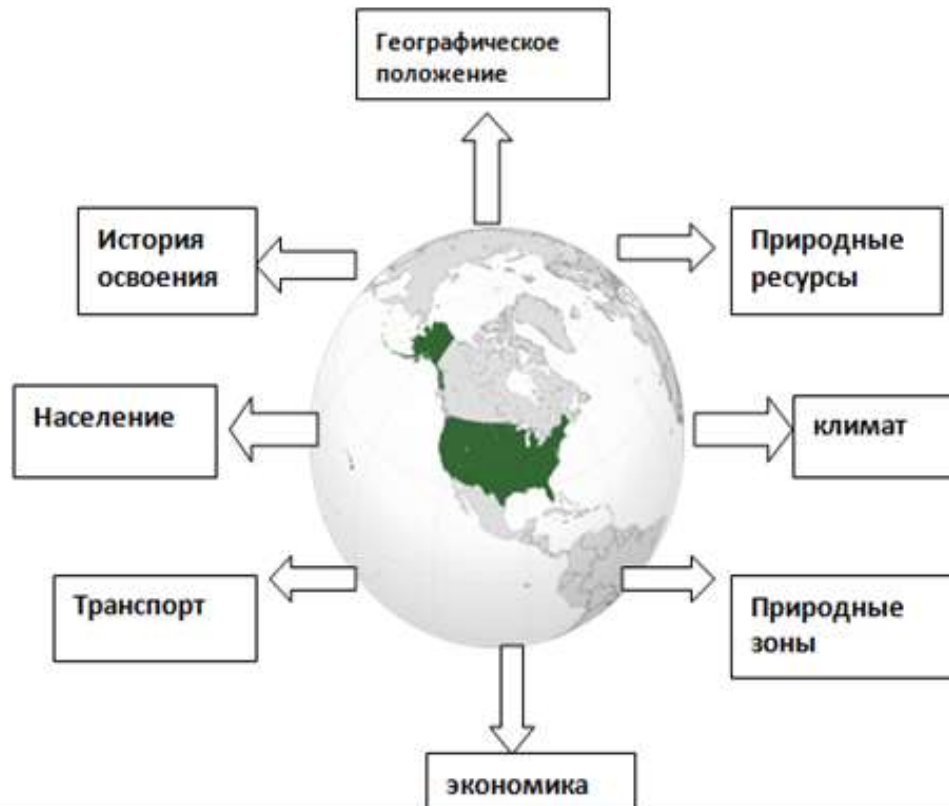 Географическое
положение
История
освоения
Природные
ресурсы
Население
климат
Транспорт
Природные
зоны
экономика